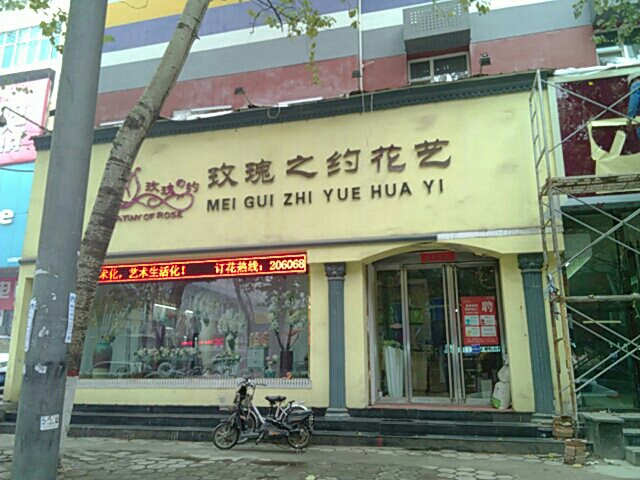 玫瑰之约花艺
MEI GUI ZHI YUE HUA YI
玫瑰之约
TINY OF ROSE
术化，艺术生活化！ 订花热线：206068
聘